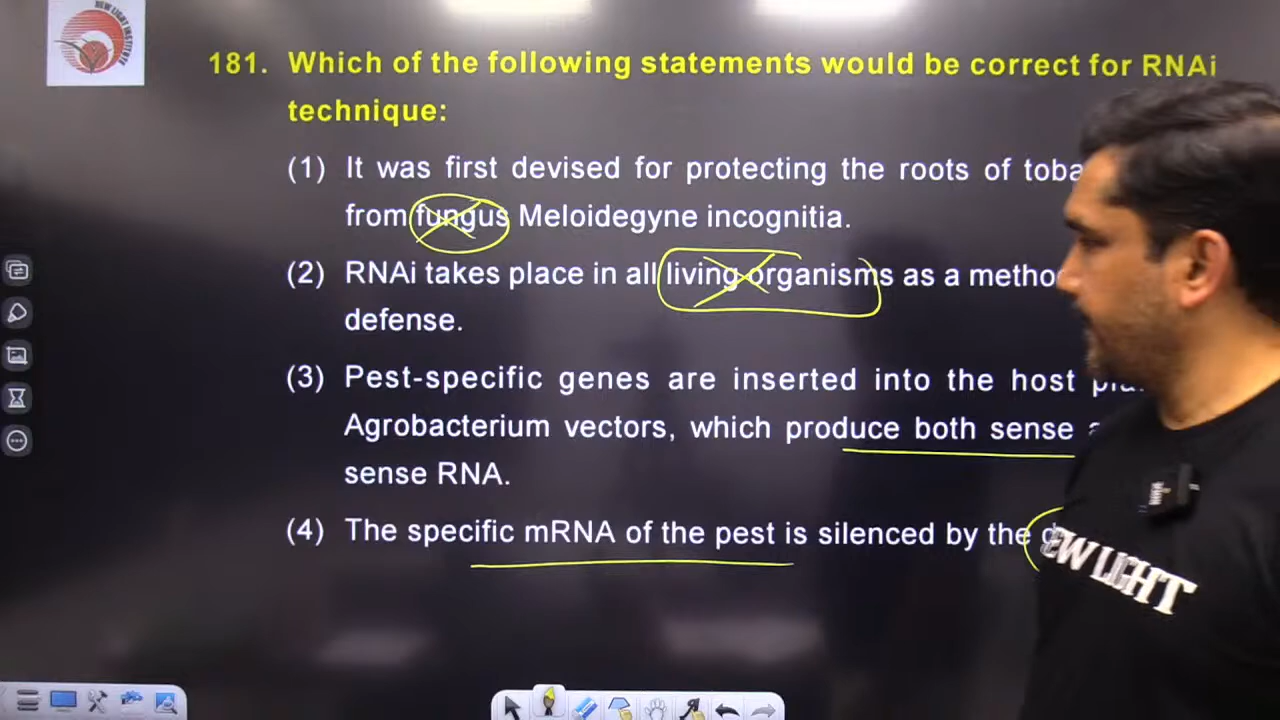 NEW LIGHT INSTITUTE
181. Which of the following statements would be correct for RNAi
technique:
(1) It was first devised for protecting the roots of
from fungus Meloidegyne incognitia.
(2) RNAi takes place in all living organisms as a
defense.
(3) Pest-specific genes are inserted into the host
Agrobacterium vectors, which produce both sense
sense RNA.
(4) The specific mRNA of the pest is silenced by the
NEW LIGHT